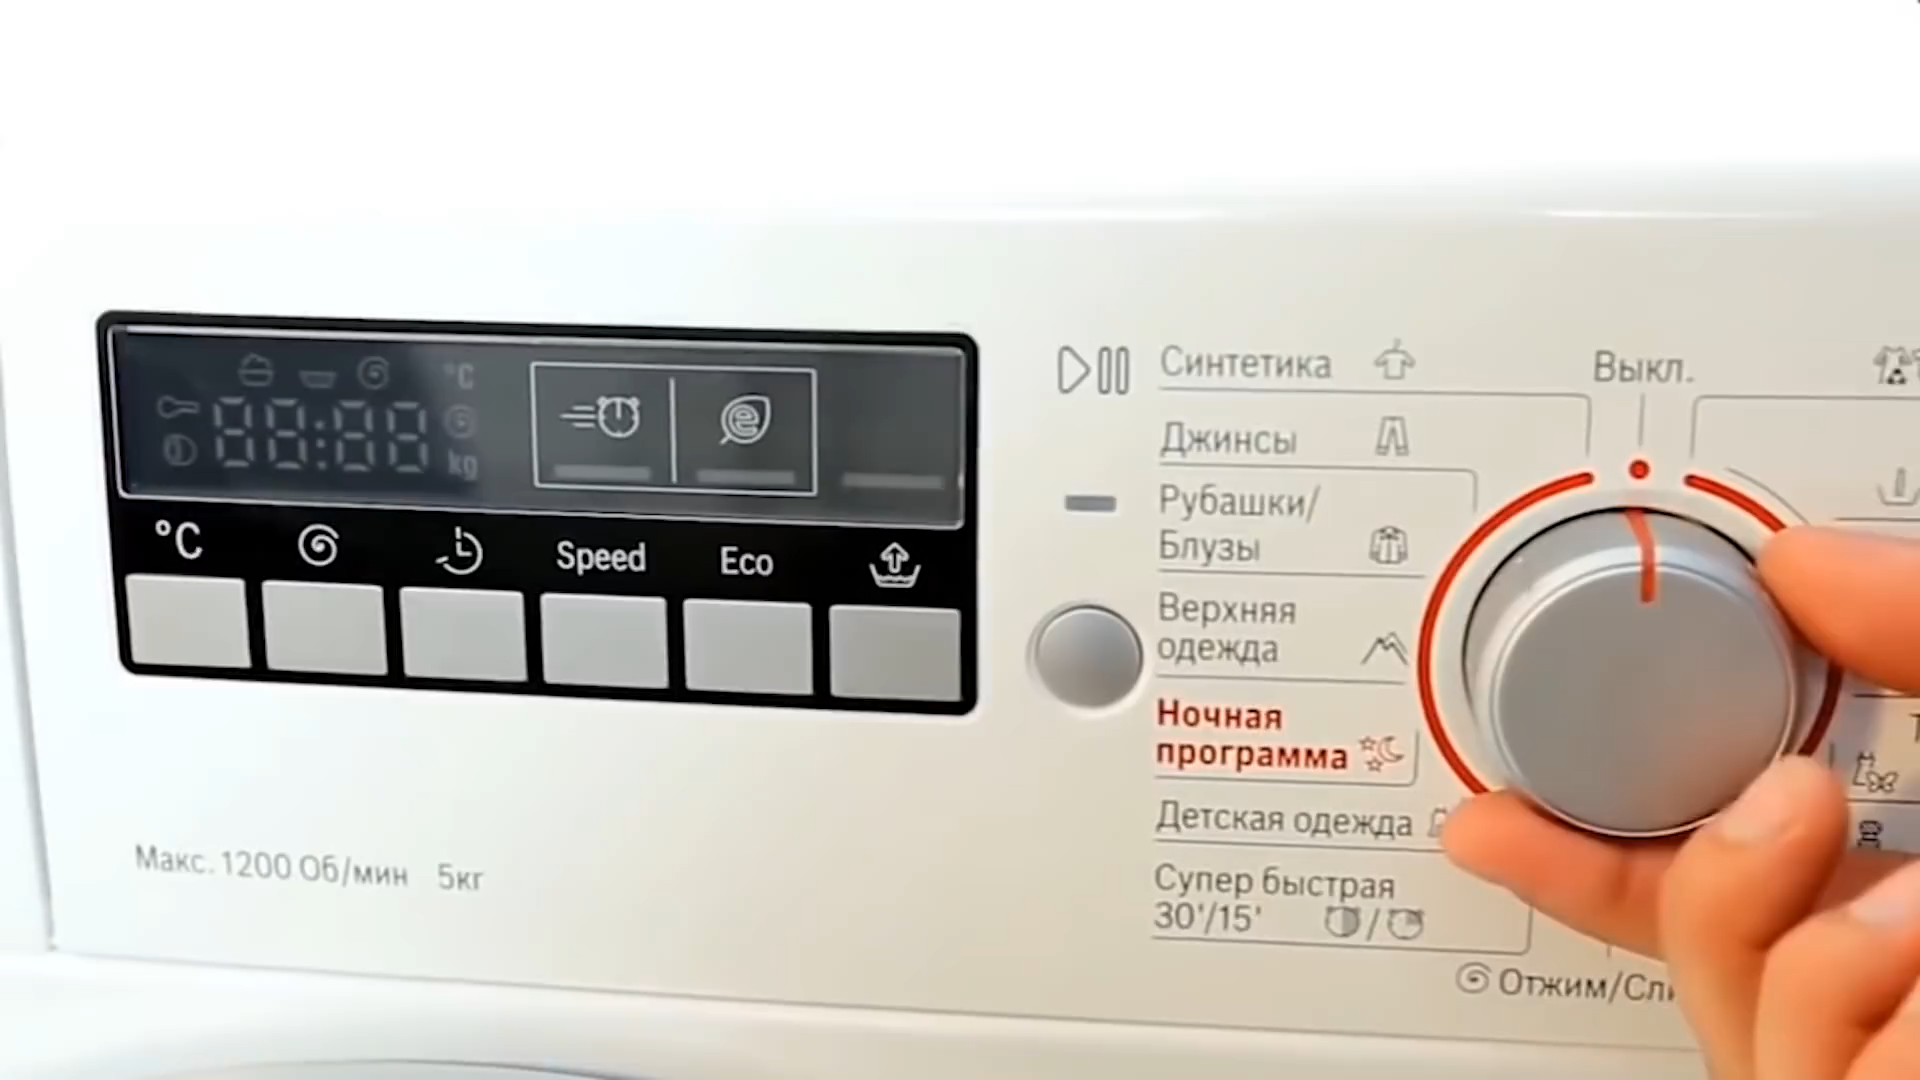 °C
88:88
kg
°C
Speed
Eco
Макс. 1200 Об/мин 5кг
Синтетика
Джинсы
Рубашки/
Блузы
Верхняя
одежда
Ночная
программа
Детская одежда
Супер быстрая
30'/15'
Выкл.